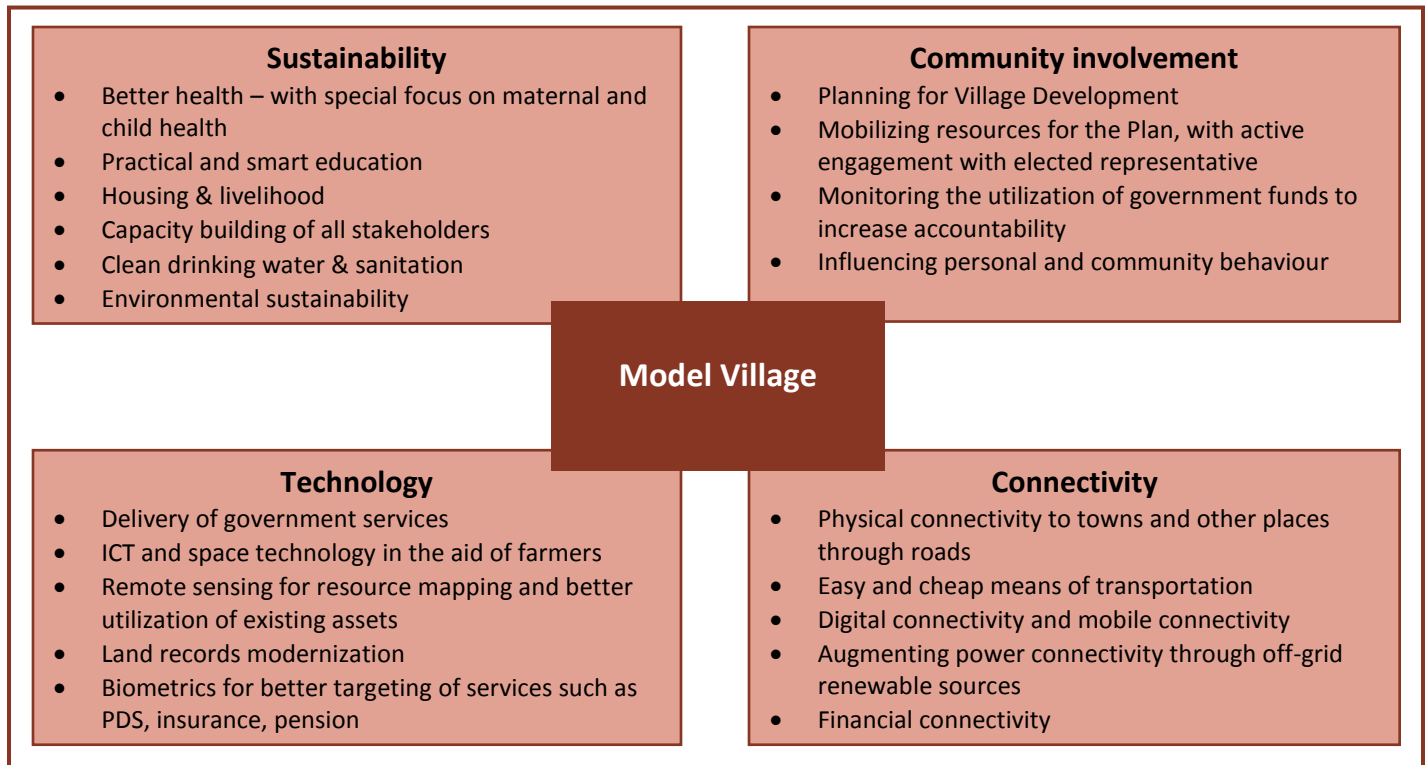 Sustainability
• Better health – with special focus on maternal and
child health
• Practical and smart education
• Housing & livelihood
• Capacity building of all stakeholders
• Clean drinking water & sanitation
• Environmental sustainability
Community involvement
• Planning for Village Development
• Mobilizing resources for the Plan, with active
engagement with elected representative
• Monitoring the utilization of government funds to
increase accountability
• Influencing personal and community behaviour
Model Village
Technology
• Delivery of government services
• ICT and space technology in the aid of farmers
• Remote sensing for resource mapping and better
utilization of existing assets
• Land records modernization
• Biometrics for better targeting of services such as
PDS, insurance, pension
Connectivity
• Physical connectivity to towns and other places
through roads
• Easy and cheap means of transportation
• Digital connectivity and mobile connectivity
• Augmenting power connectivity through off-grid
renewable sources
• Financial connectivity